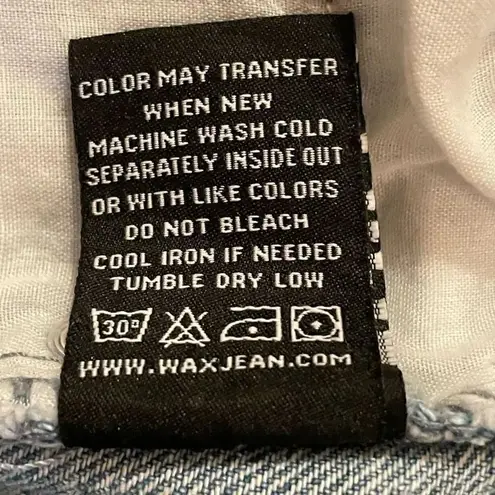 COLOR MAY TRANSFER
WHEN NEW
MACHINE WASH COLD
SEPARATELY INSIDE OUT
OR WITH LIKE COLORS
DO NOT BLEACH
COOL IRON IF NEEDED
TUMBLE DRY LOW
30°
WWW.WAXJEAN.COM